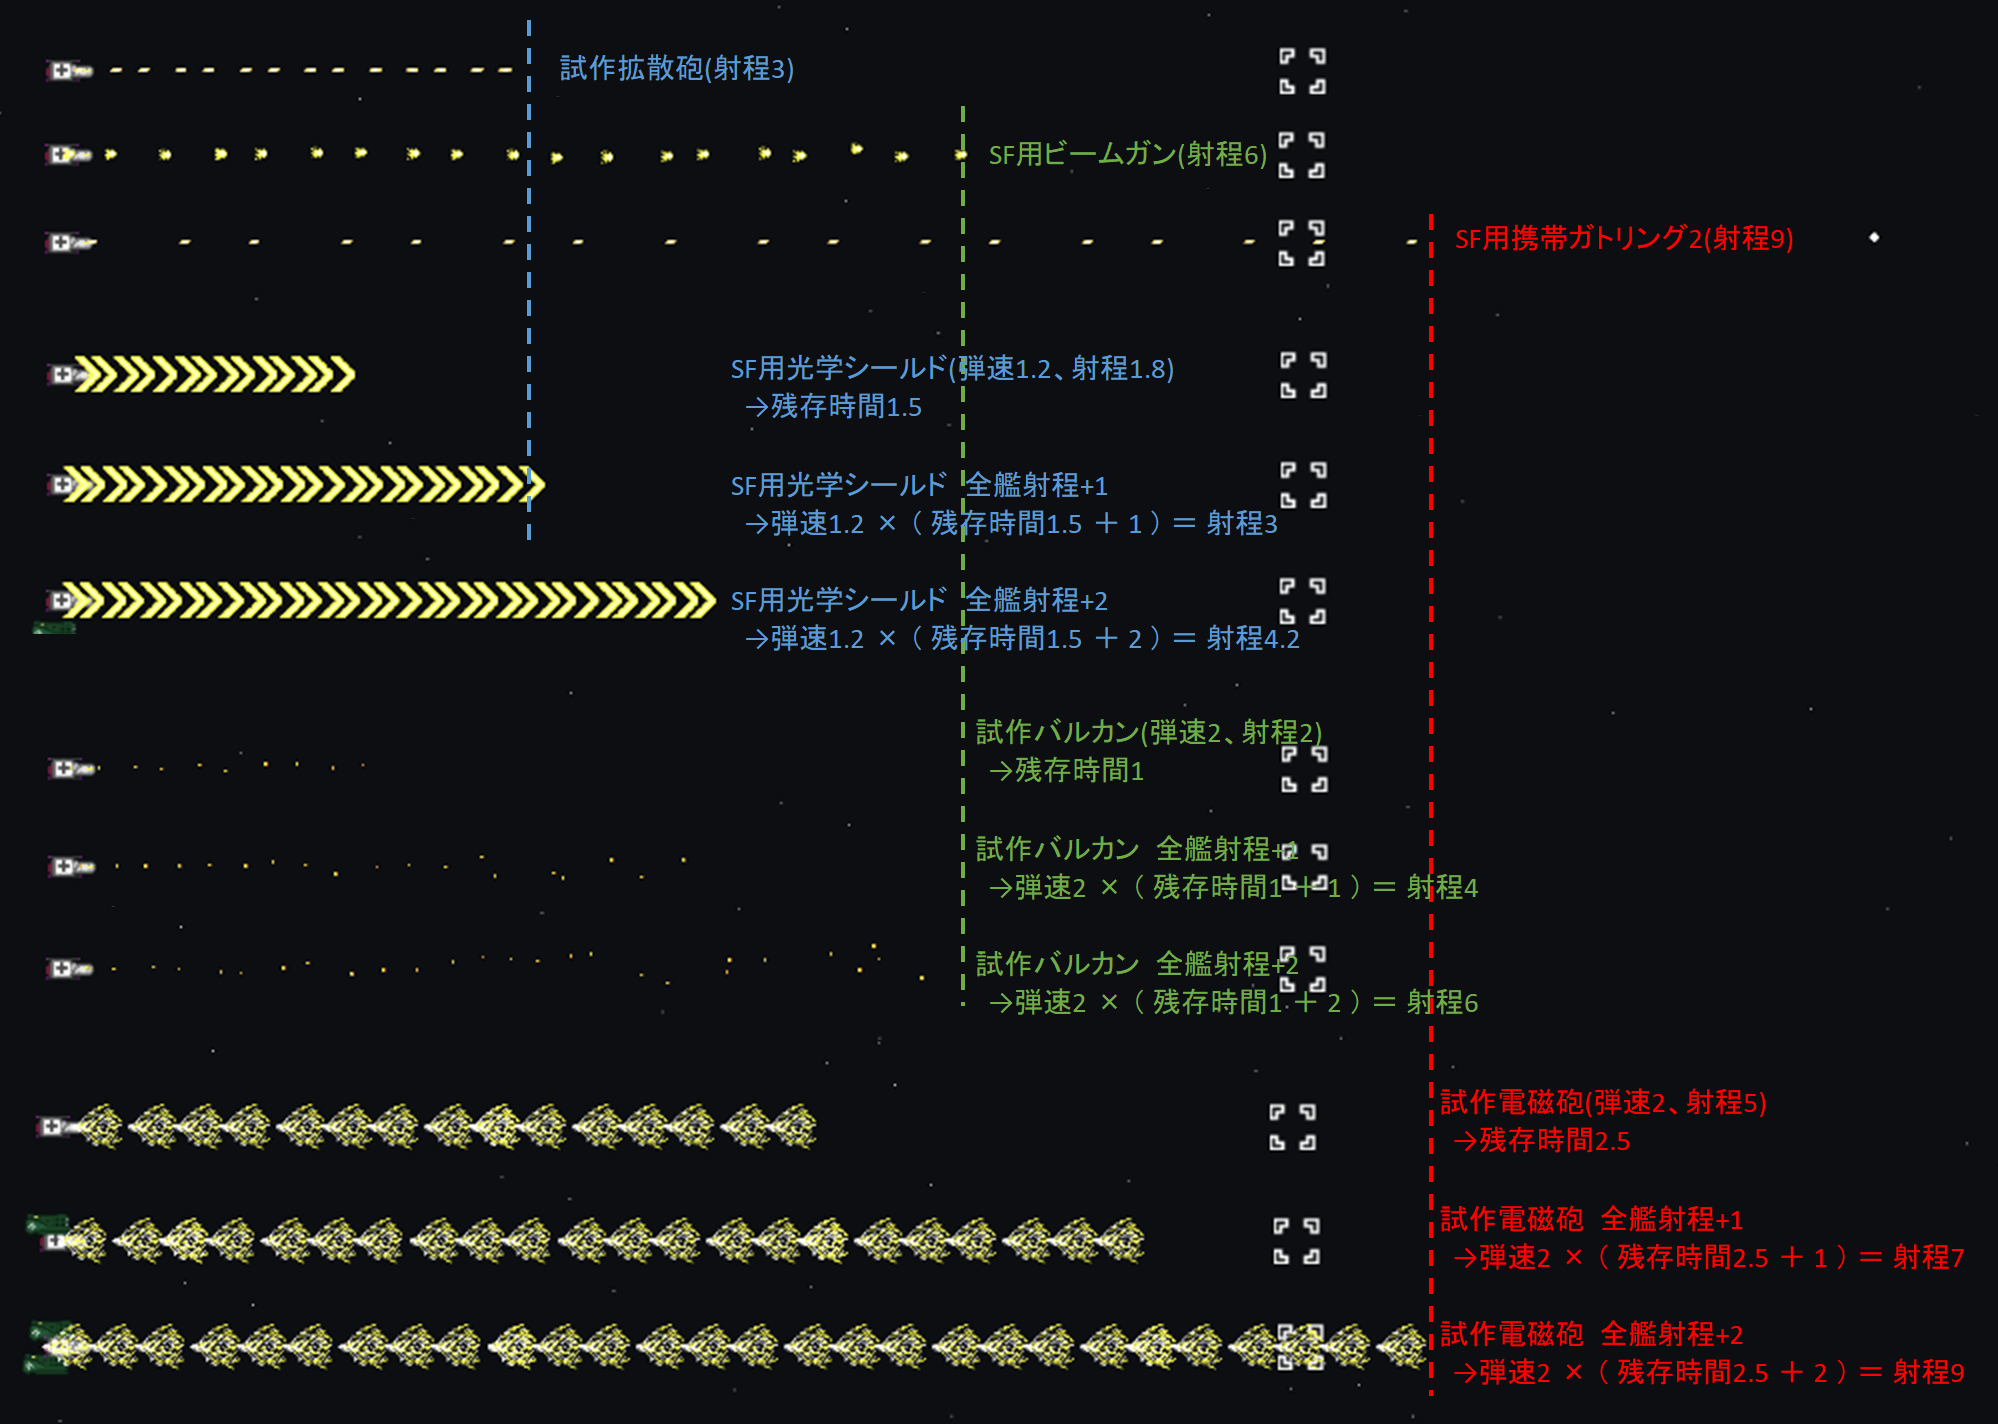 試作拡散砲(射程3)
SF用ビームガン(射程6)
SF用携帯ガトリング2(射程9)
SF用光学シールド(弾速1.2、射程1.8)
→残存時間1.5
SF用光学シールド 全艦射程+1
→弾速1.2 ×（ 残存時間1.5 ＋ 1 ）＝ 射程3
SF用光学シールド 全艦射程+2
→弾速1.2 ×（ 残存時間1.5 ＋ 2 ）＝ 射程4.2
試作バルカン(弾速2、射程2)
→残存時間1
試作バルカン 全艦射程+1
→弾速2 ×（ 残存時間1 ＋ 1 ）＝ 射程4
試作バルカン 全艦射程+2
→弾速2 ×（ 残存時間1 ＋ 2 ）＝ 射程6
試作電磁砲(弾速2、射程5)
→残存時間2.5
試作電磁砲 全艦射程+1
→弾速2 ×（ 残存時間2.5 ＋ 1 ）＝ 射程7
試作電磁砲 全艦射程+2
→弾速2 ×（ 残存時間2.5 ＋ 2 ）＝ 射程9